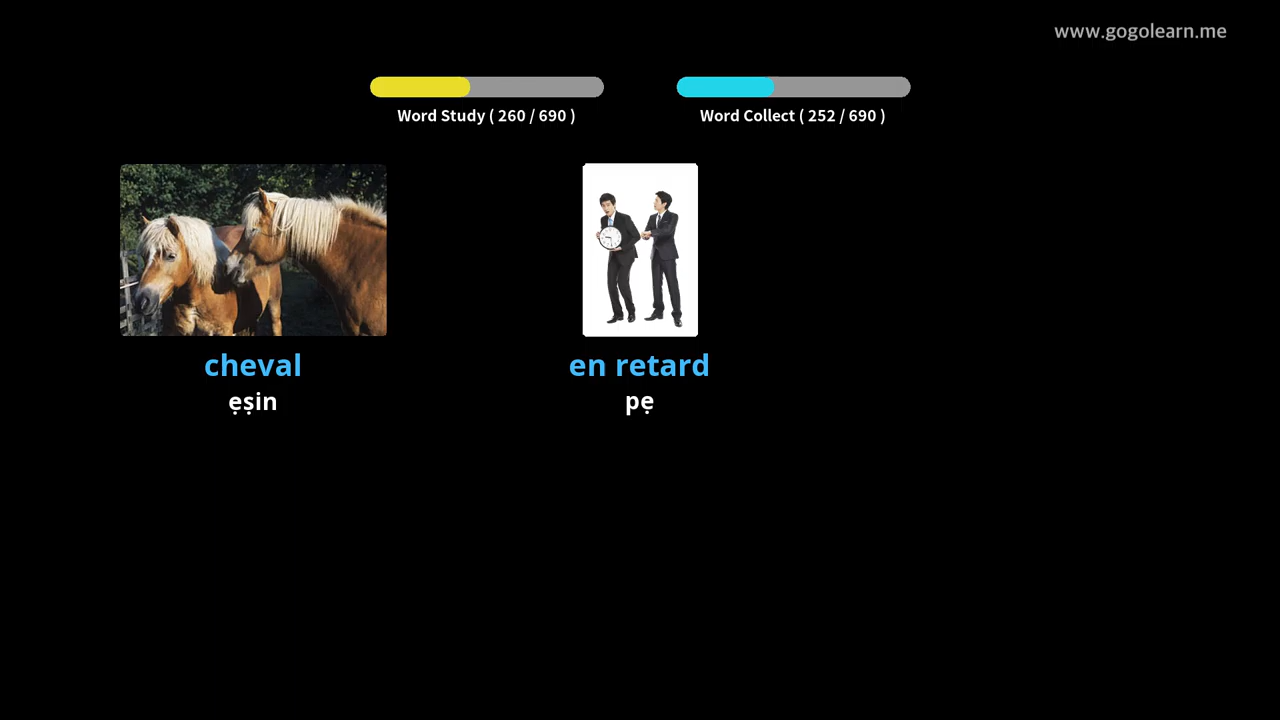 www.gogolearn.me
Word Study ( 260 / 690 )
Word Collect ( 252 / 690 )
cheval
ẹṣin
en retard
pẹ